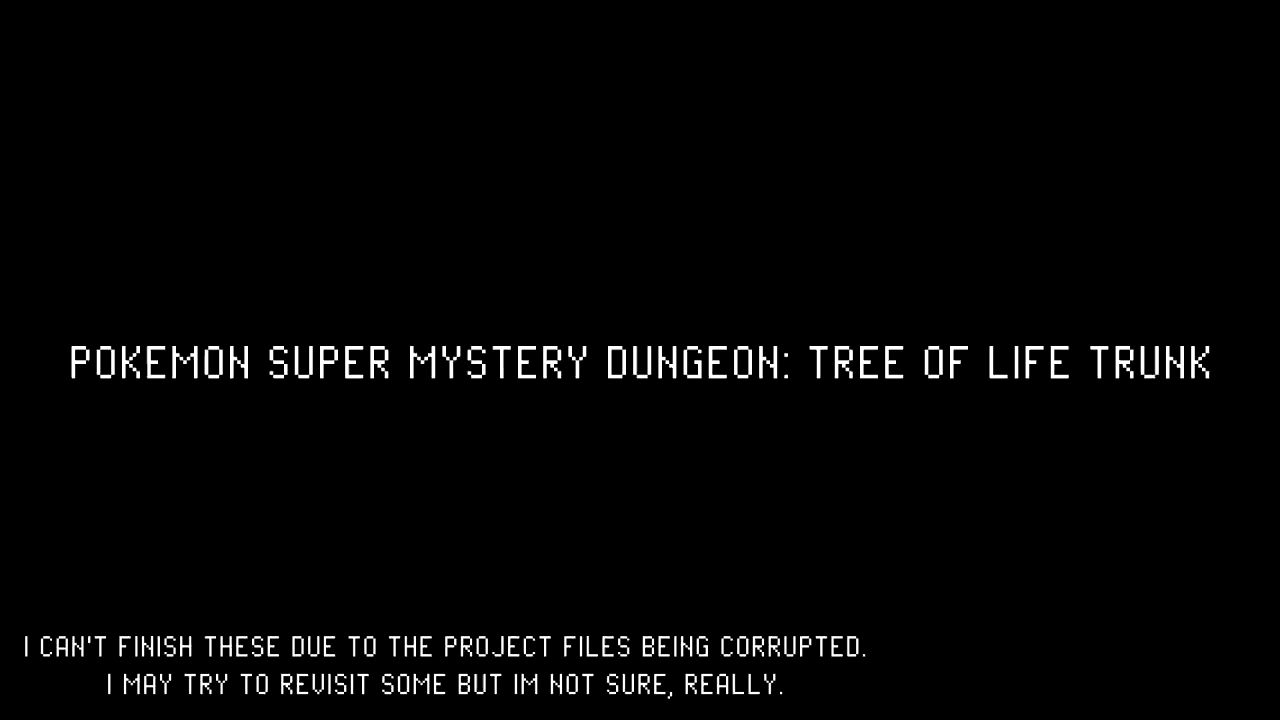 POKEMON SUPER MYSTERY DUNGEON: TREE OF LIFE TRUNK
I CAN'T FINISH THESE DUE TO THE PROJECT FILES BEING CORRUPTED.
I MAY TRY TO REVISIT SOME BUT IM NOT SURE, REALLY.